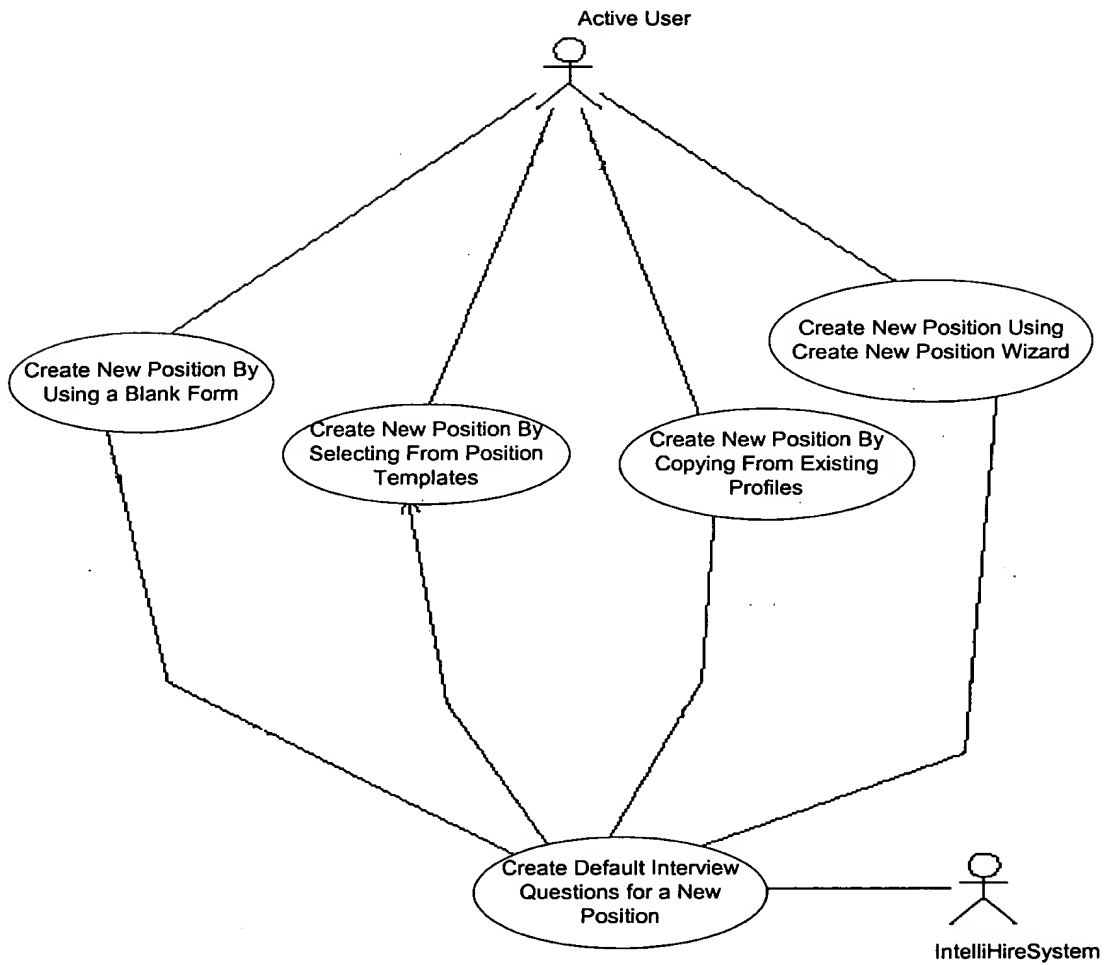 Active User
Create New Position Using
Create New Position Wizard
Create New Position By
Using a Blank Form
Create New Position By
Selecting From Position
Templates
Create New Position By
Copying From Existing
Profiles
Create Default Interview
Questions for a New
Position
IntelliHireSystem